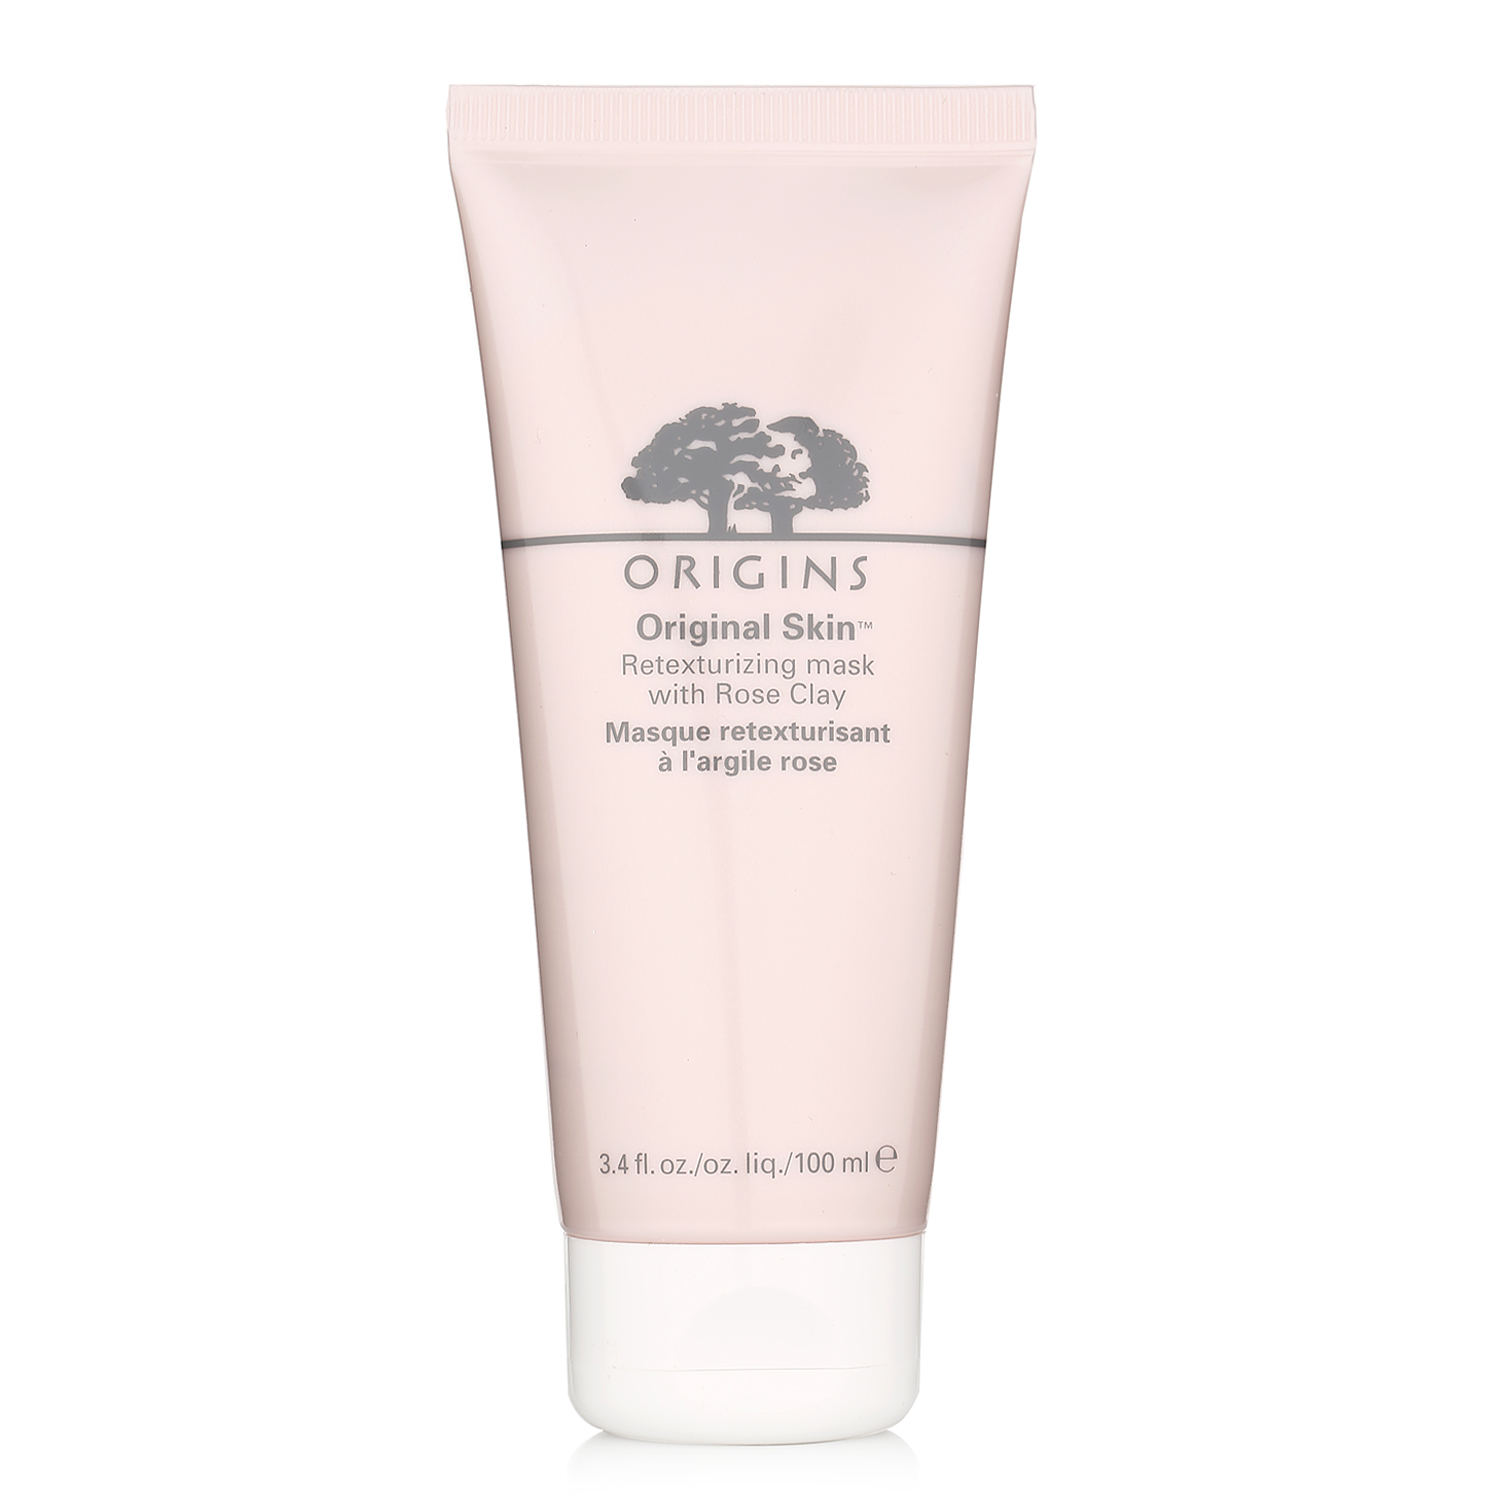 ORIGINS
Original Skin™
Retexturizing mask
with Rose Clay
Masque retexturisant
à l'argile rose
3.4 fl. oz./oz. liq./100 ml ℮